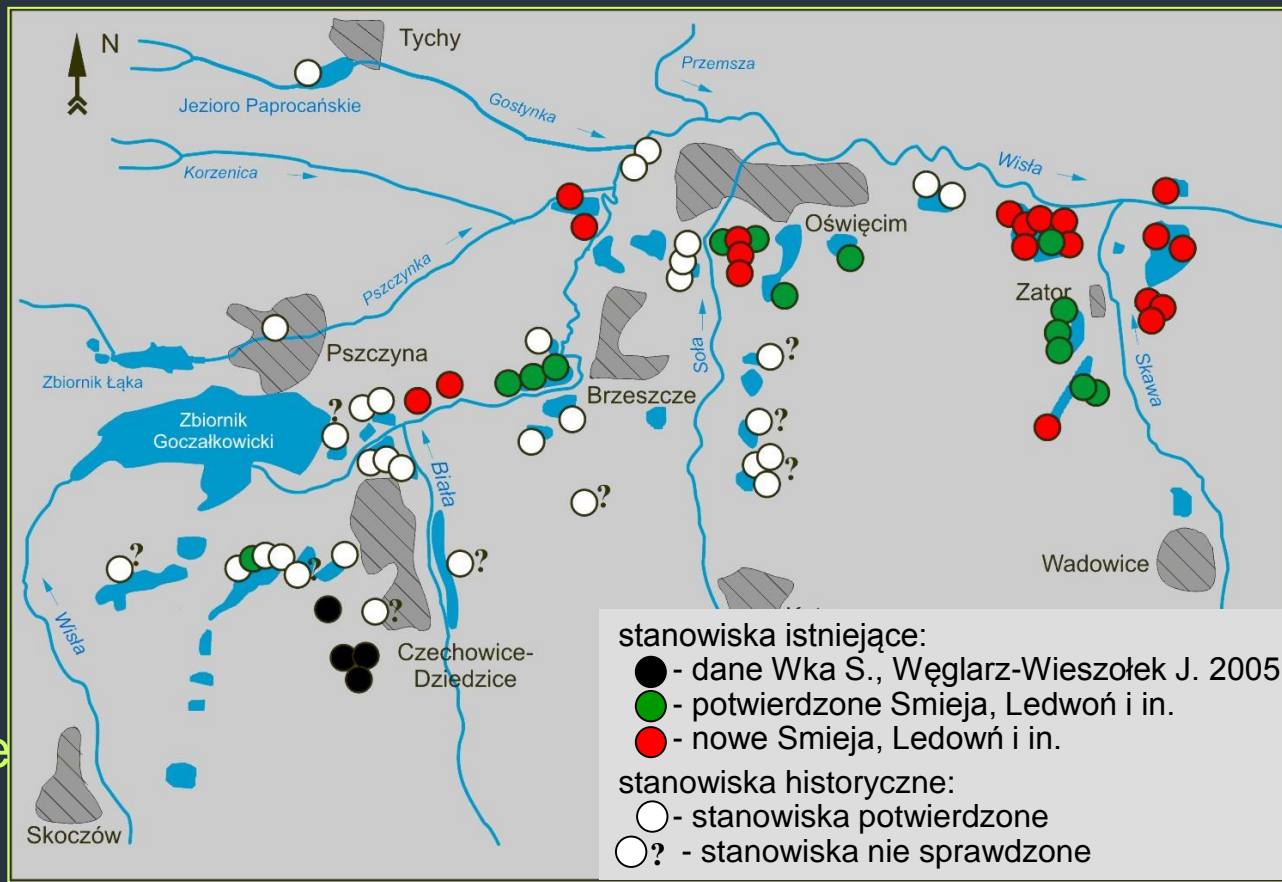 N
Tychy
Przemsza
Jezioro Paprocańskie
Gostynka
Korzenica
Wisła
Oświęcim
Pszczynka
Zator
Pszczyna
?
Soła
Zbiornik Łąka
Brzeszcze
Skawa
?
Zbiornik
Goczałkowicki
?
?
Biała
?
?
?
?
Wadowice
?
Wisła
Czechowice-
Dziedzice
e
Skoczów
stanowiska istniejące:
- dane Wka S., Węglarz-Wieszołek J. 2005
- potwierdzone Smieja, Ledwoń i in.
- nowe Smieja, Ledowń i in.
stanowiska historyczne:
- stanowiska potwierdzone
? - stanowiska nie sprawdzone